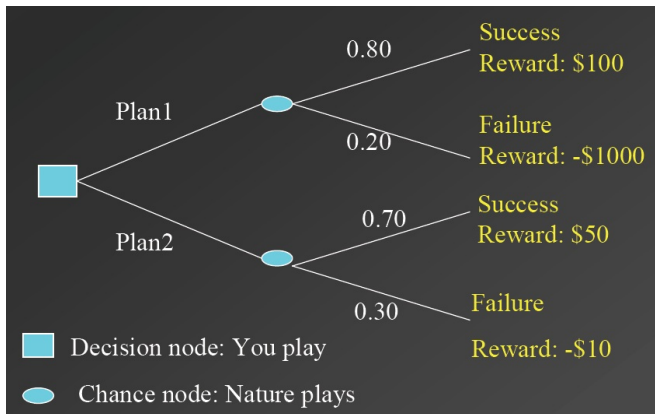 Success
0.80
Reward: $100
Plan1
Failure
0.20
Reward: -$1000
Success
0.70
Reward: $50
Plan2
0.30
Failure
Decision node: You play
Reward: -$10
Chance node: Nature plays